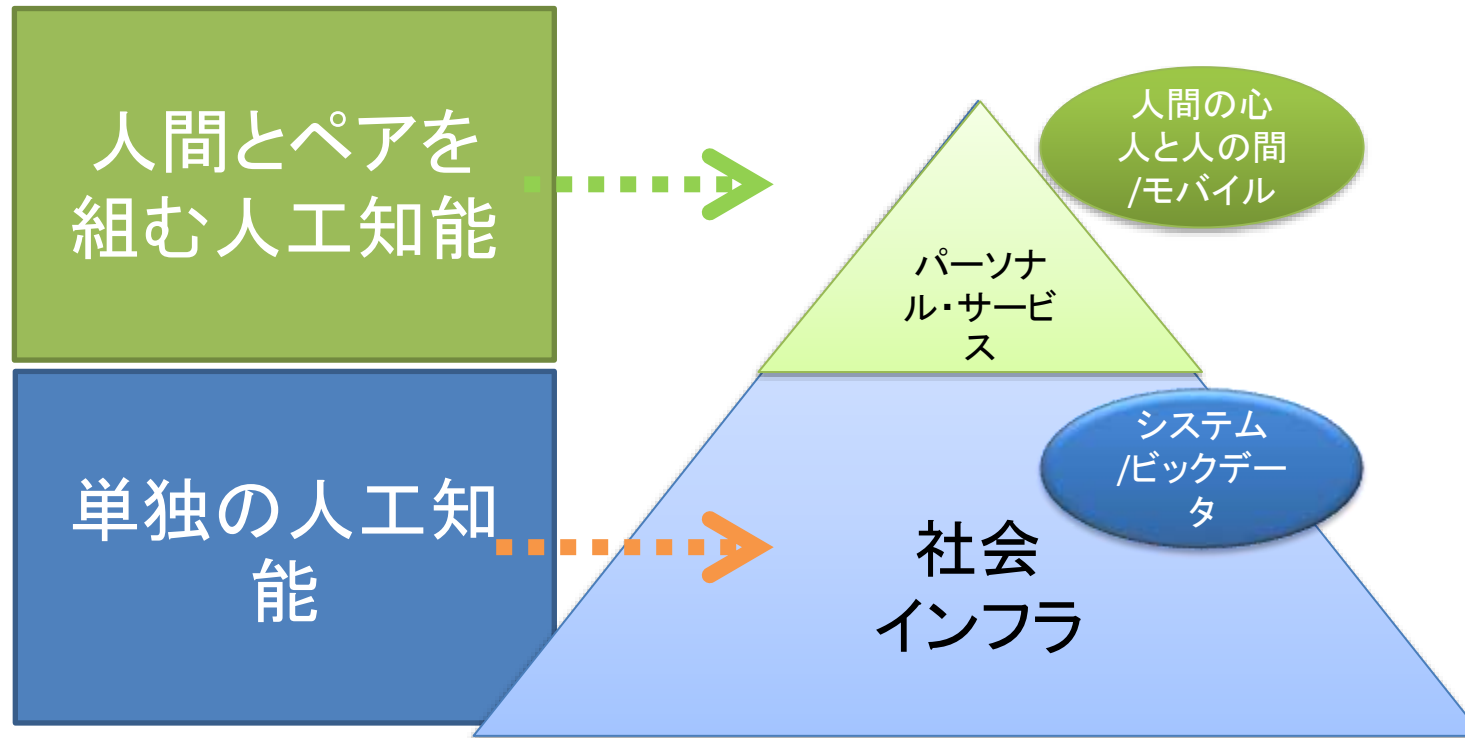 人間とペアを
組む人工知能
人間の心
人と人の間
/モバイル
パーソナ
ル・サービ
ス
単独の人工知
能
システム
/ビックデー
タ
社会
インフラ